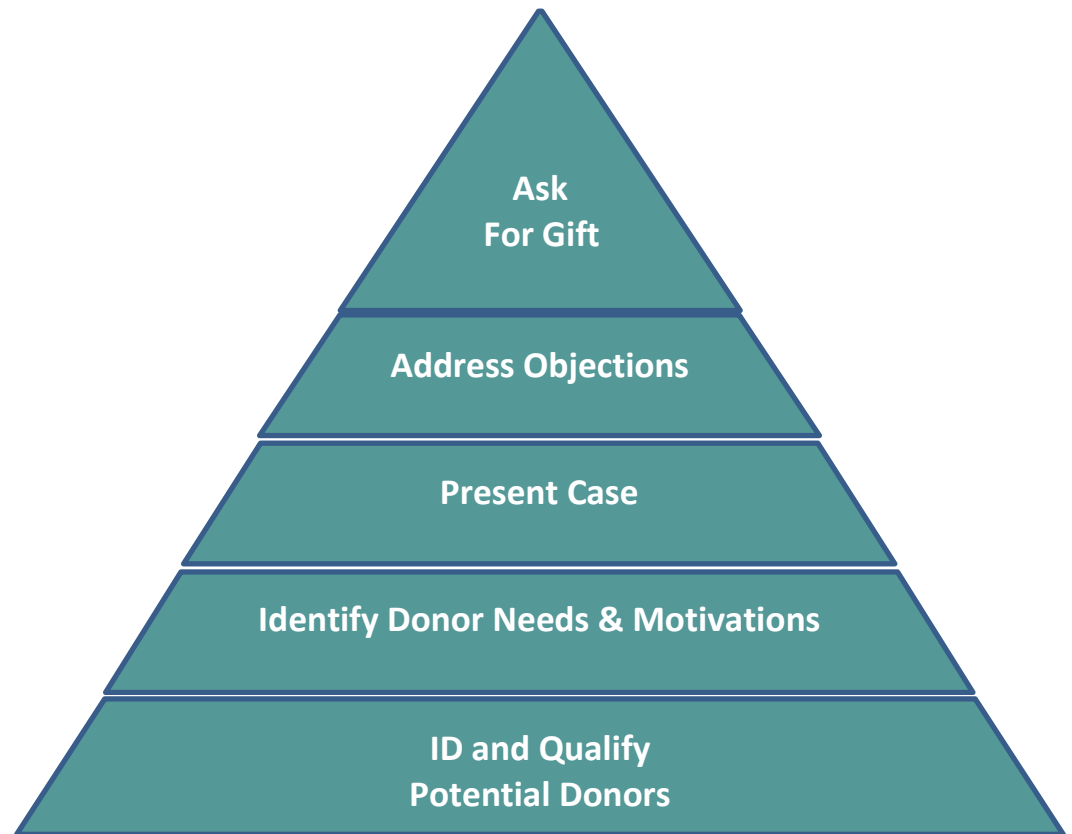 Ask
For Gift
Address Objections
Present Case
Identify Donor Needs & Motivations
ID and Qualify
Potential Donors